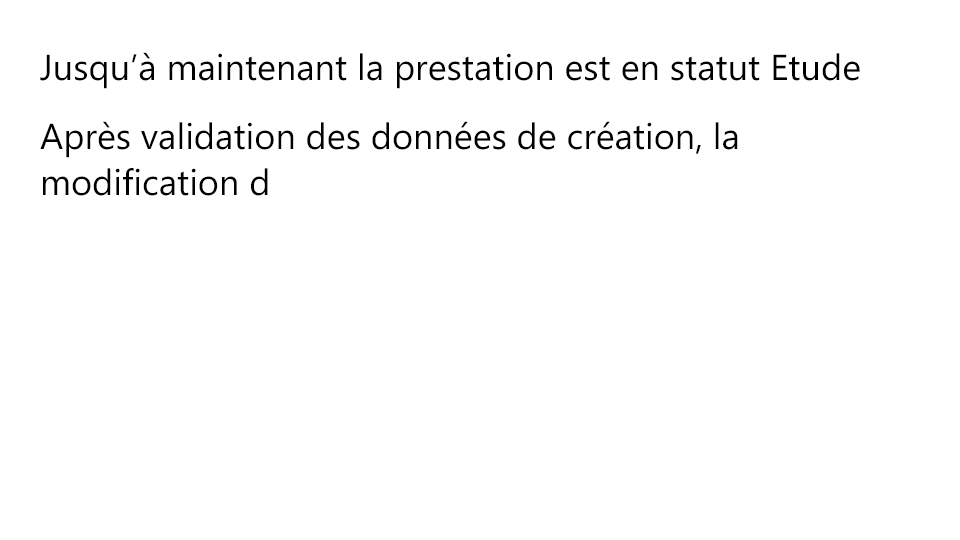 Jusqu’à maintenant la prestation est en statut Etude
Après validation des données de création, la
modification d